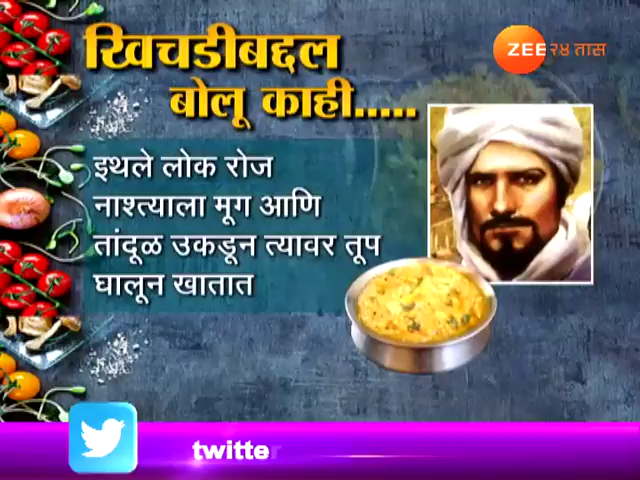 खिचडीबद्दल
बोलू काही.....
ZEE २४ तास
इथले लोक रोज
नाश्त्याला मूग आणि
तांदूळ उकडून त्यावर तूप
घालून खातात
twitte